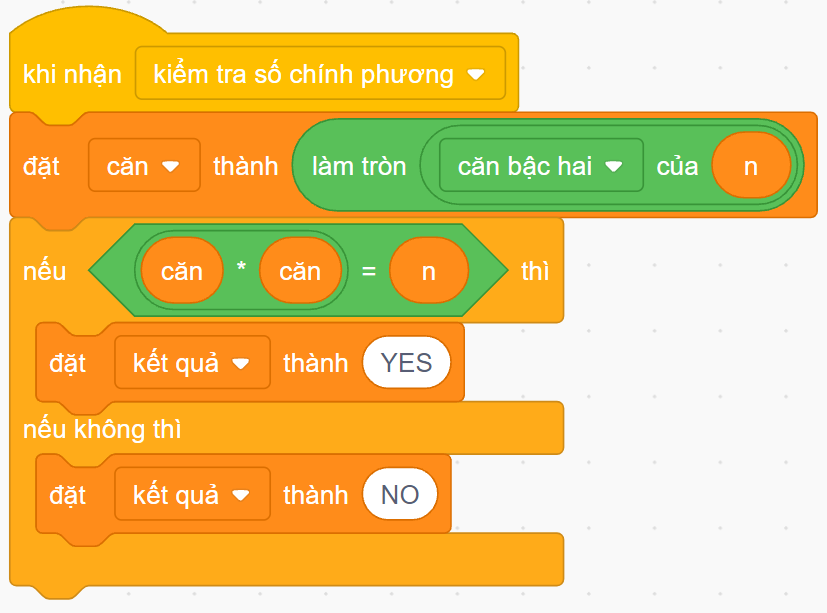 khi nhận kiểm tra số chính phương
đặt căn thành làm tròn căn bậc hai của n
nếu căn * căn = n thì
đặt kết quả thành YES
nếu không thì
đặt kết quả thành NO